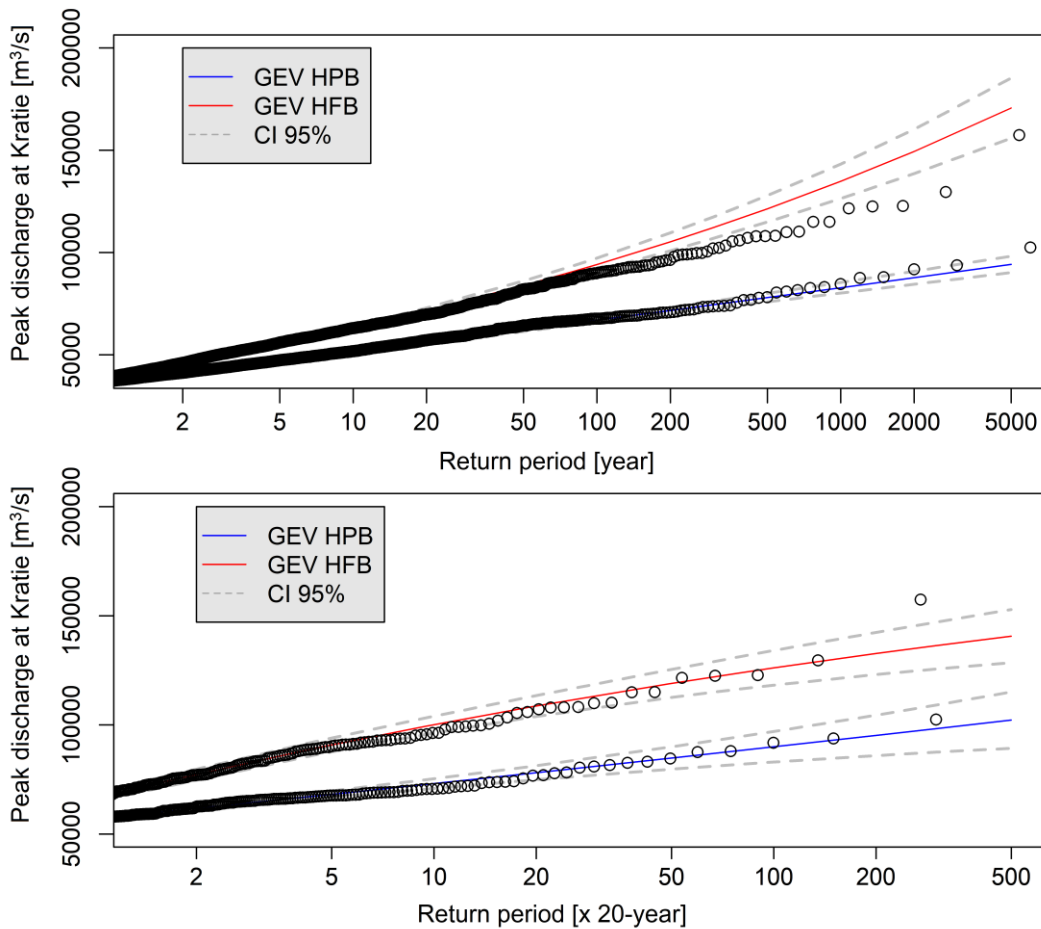 Peak discharge at Kratie [m³/s]
50000 100000 150000 200000
GEV HPB
GEV HFB
CI 95%
2 5 10 20 50 100 200 500 1000 2000 5000
Return period [year]
Peak discharge at Kratie [m³/s]
50000 100000 150000 200000
GEV HPB
GEV HFB
CI 95%
2 5 10 20 50 100 200 500
Return period [x 20-year]